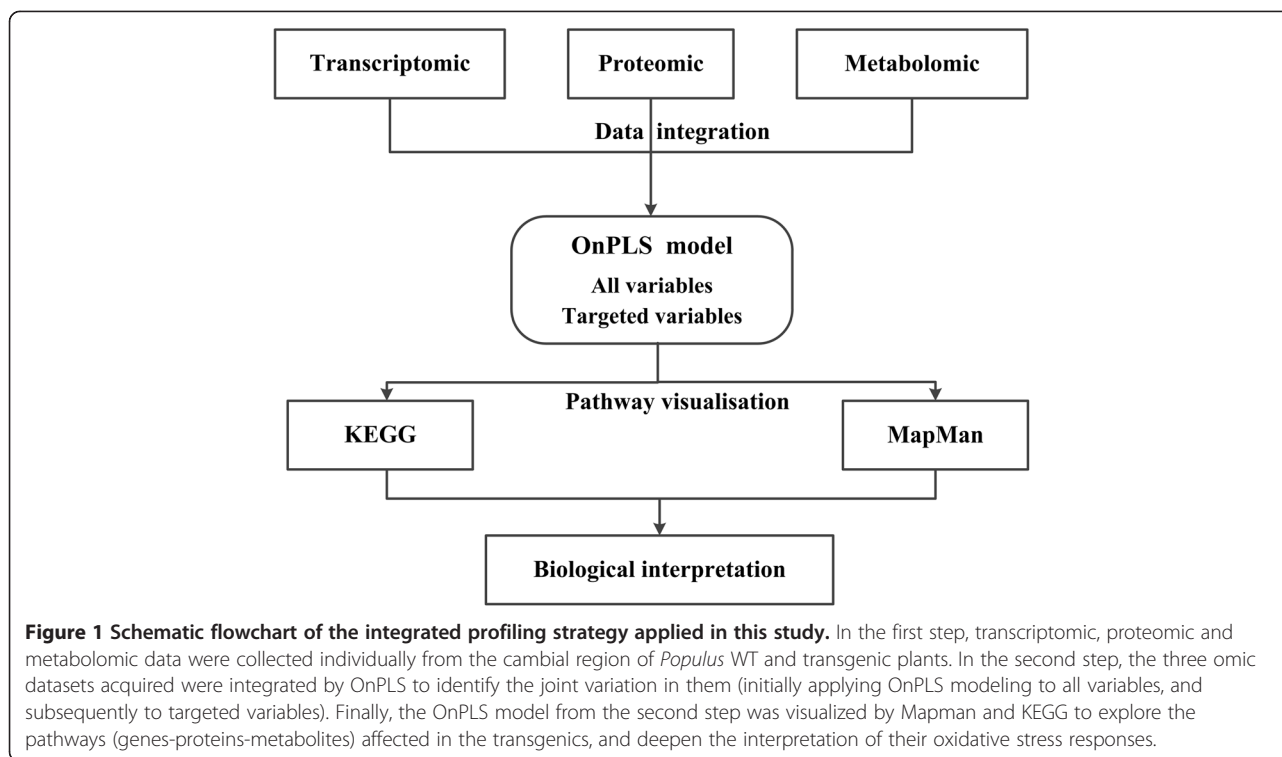 Transcriptomic
Proteomic
Metabolomic
Data integration
OnPLS model
All variables
Targeted variables
Pathway visualisation
KEGG
MapMan
Biological interpretation
Figure 1 Schematic flowchart of the integrated profiling strategy applied in this study. In the first step, transcriptomic, proteomic and
metabolomic data were collected individually from the cambial region of Populus WT and transgenic plants. In the second step, the three omic
datasets acquired were integrated by OnPLS to identify the joint variation in them (initially applying OnPLS modeling to all variables, and
subsequently to targeted variables). Finally, the OnPLS model from the second step was visualized by Mapman and KEGG to explore the
pathways (genes-proteins-metabolites) affected in the transgenics, and deepen the interpretation of their oxidative stress responses.